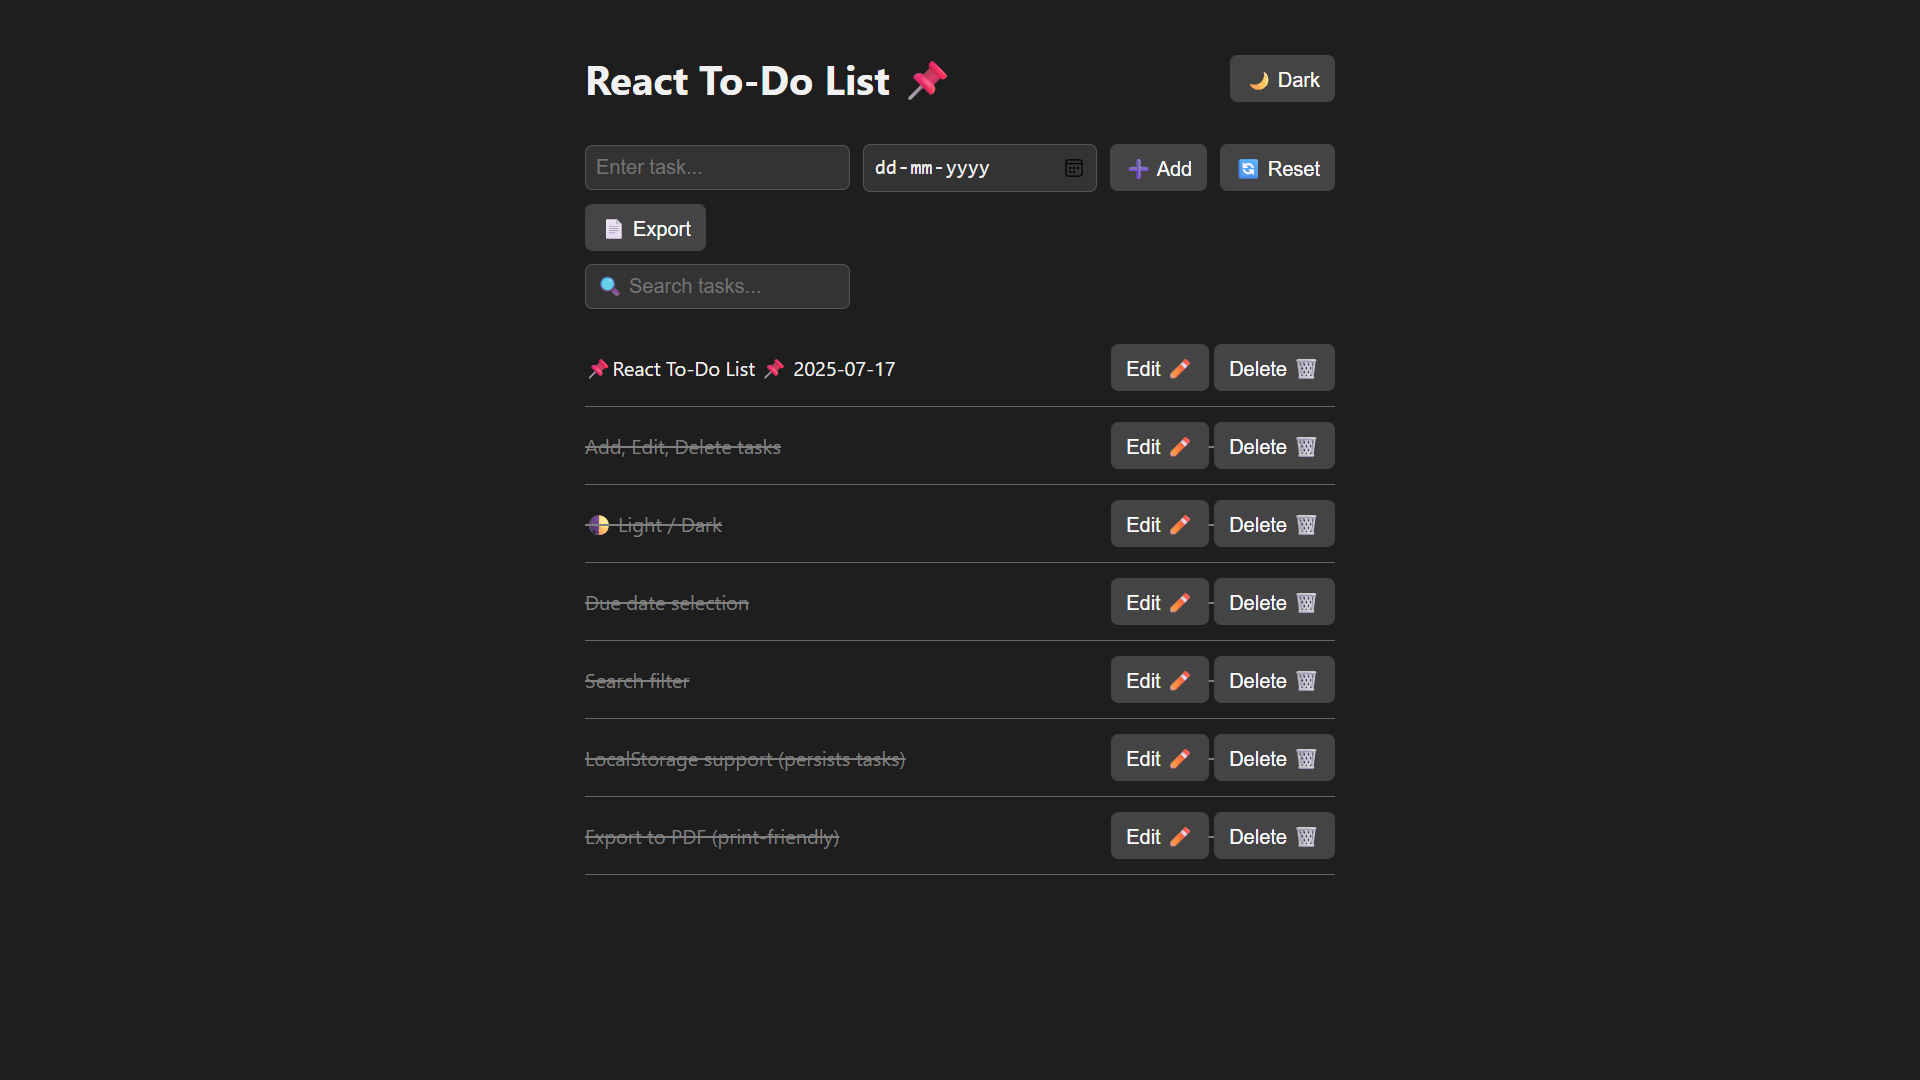 React To-Do List 📌
🌙 Dark
Enter task...
dd-mm-yyyy
➕ Add
🔄 Reset
📄 Export
🔍 Search tasks...
📌React To-Do List 📌 2025-07-17
Edit ✏️ Delete 🗑️
Add, Edit, Delete tasks
Edit ✏️ Delete 🗑️
🌗 Light / Dark
Edit ✏️ Delete 🗑️
Due date selection
Edit ✏️ Delete 🗑️
Search filter
Edit ✏️ Delete 🗑️
LocalStorage support (persists tasks)
Edit ✏️ Delete 🗑️
Export to PDF (print-friendly)
Edit ✏️ Delete 🗑️